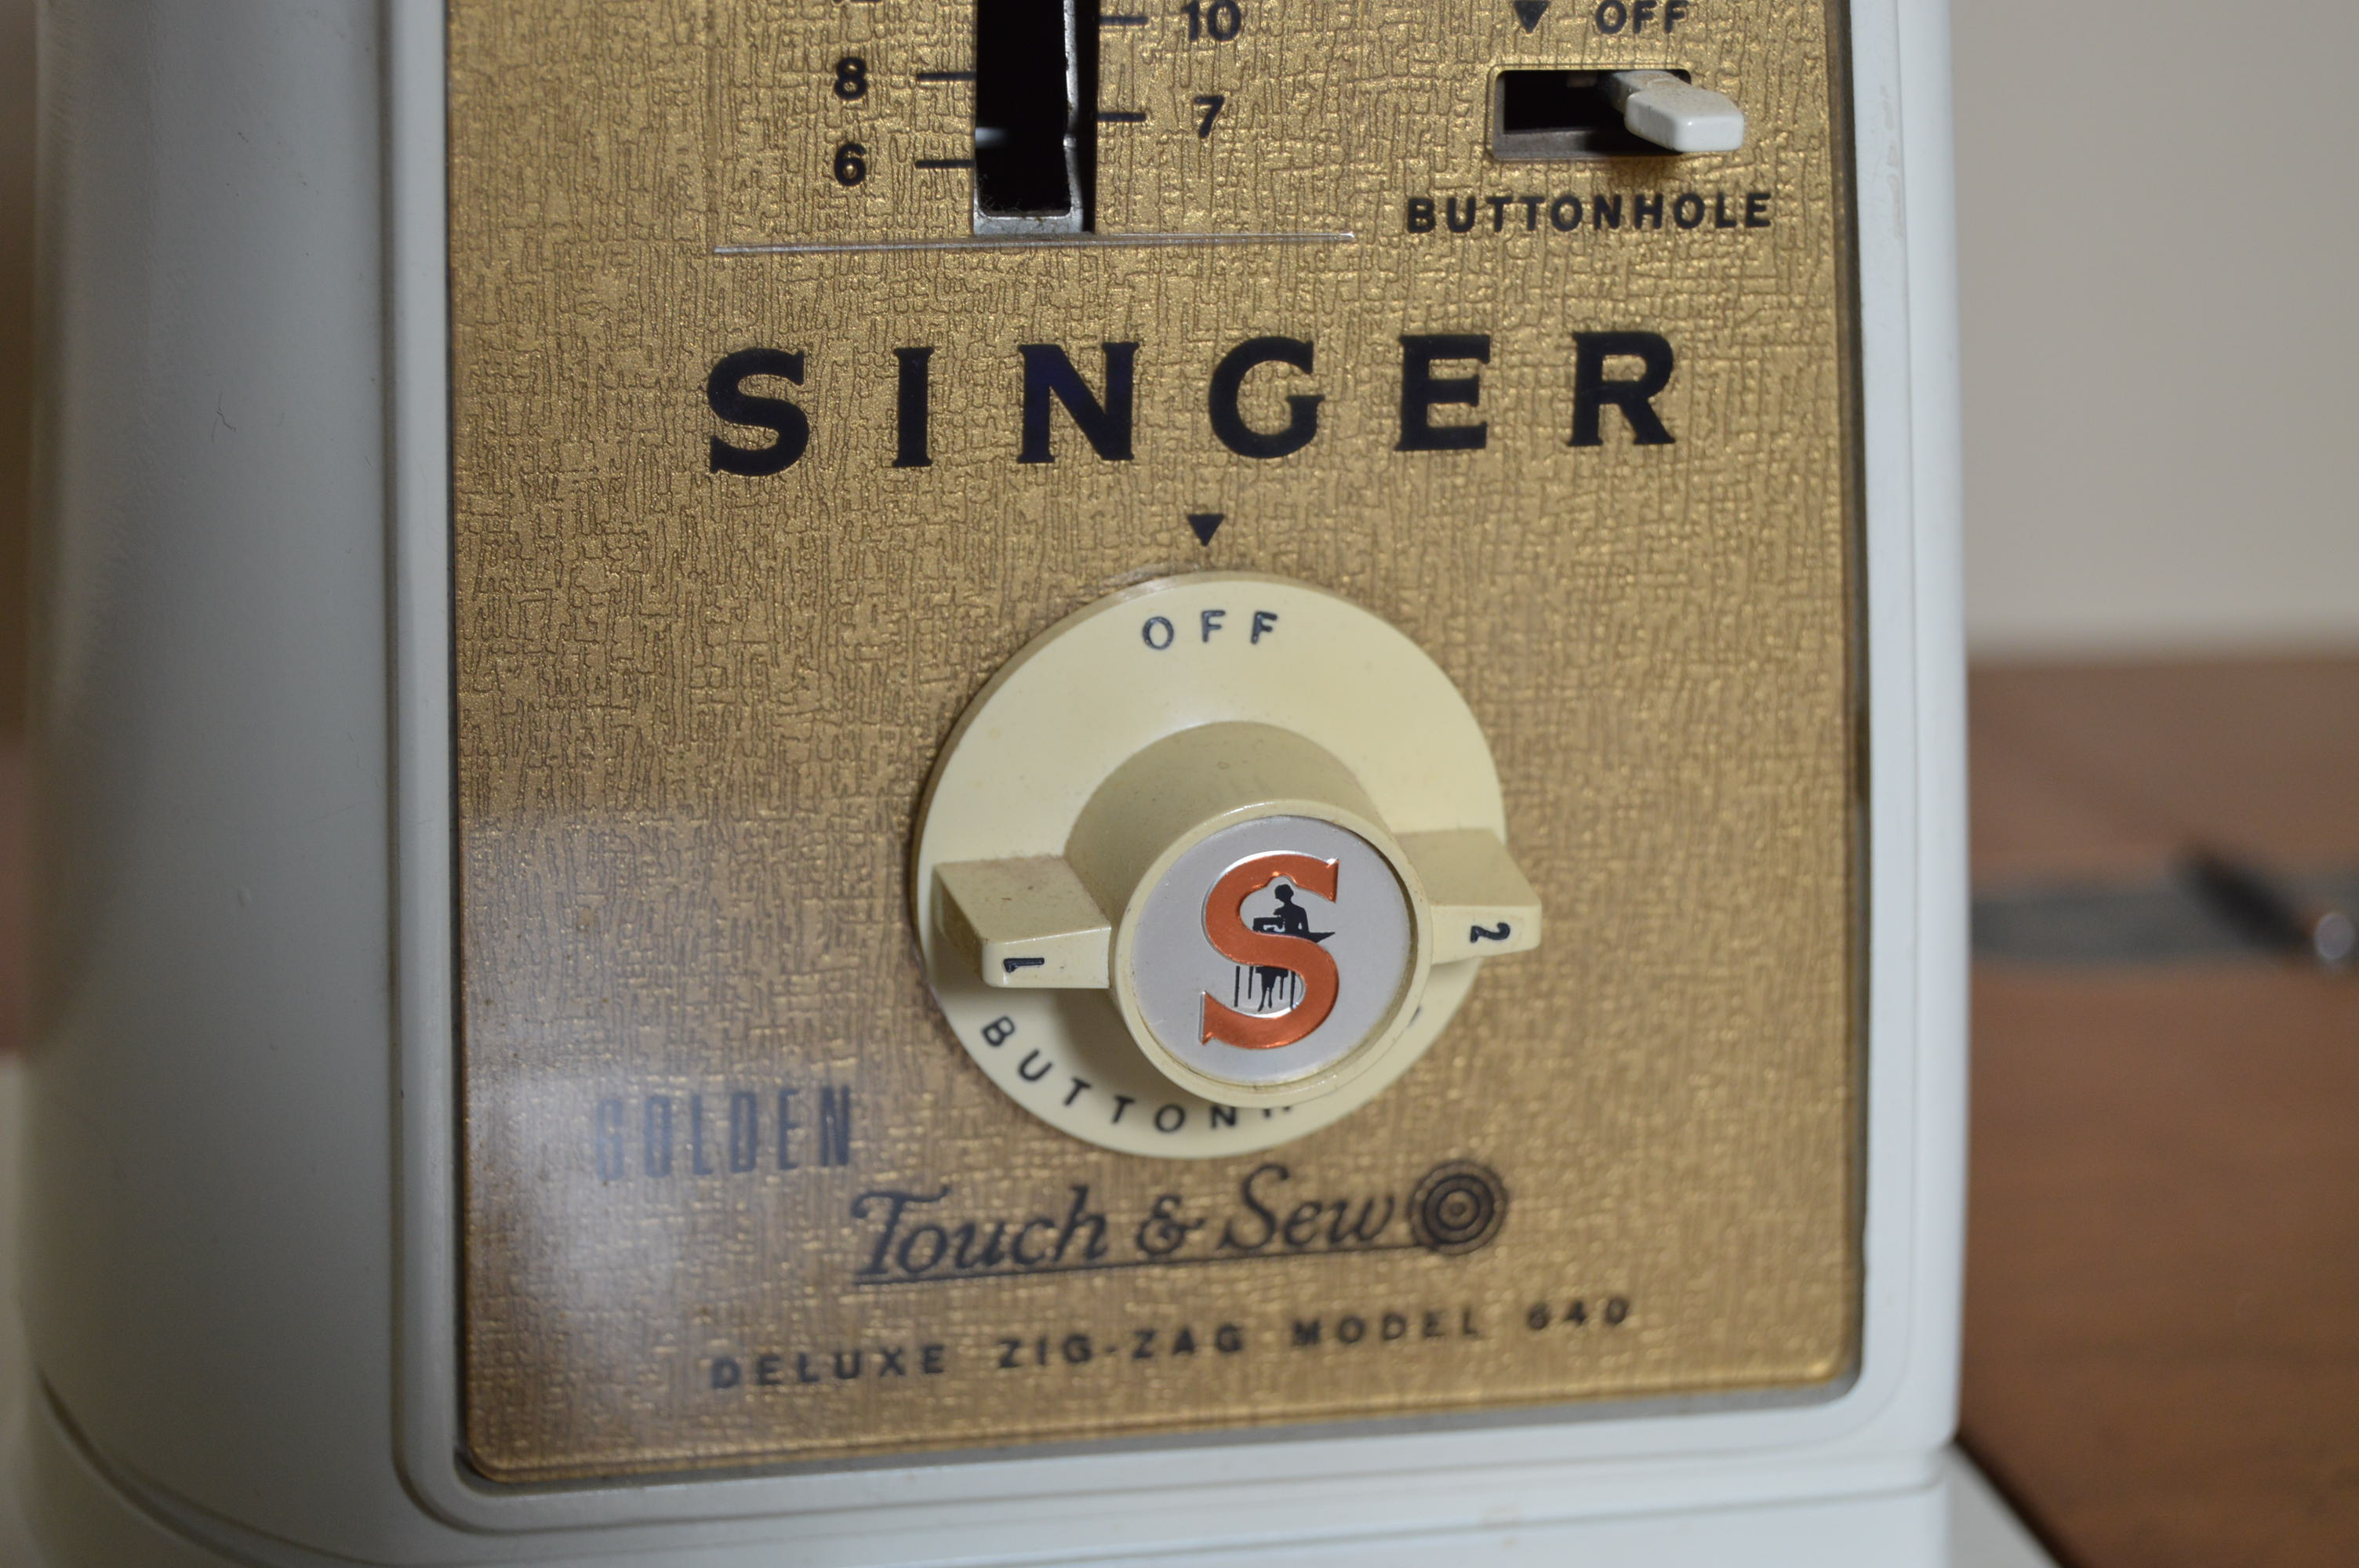 10
OFF
8
7
6
BUTTONHOLE
SINGER
OFF
1
S
2
BUTTON
GOLDEN
Touch & Sew
DELUXE ZIG-ZAG MODEL 640